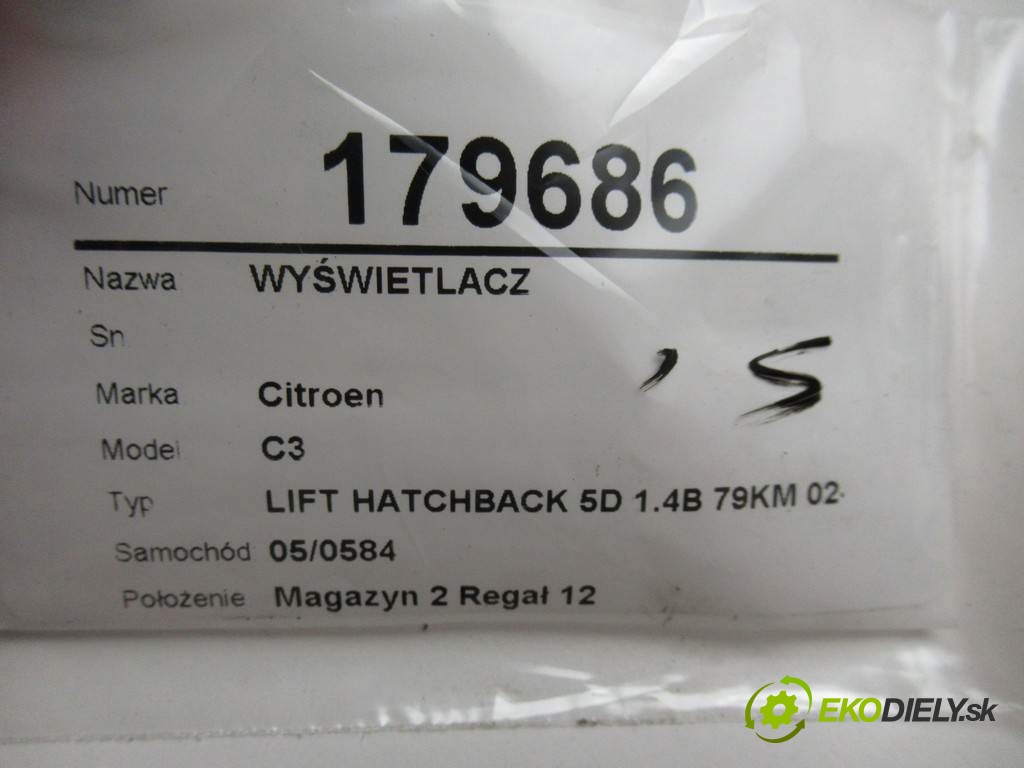 Numer 179686
Nazwa WYŚWIETLACZ
Sn
Marka Citroen
Model C3
Typ LIFT HATCHBACK 5D 1.4B 79KM 02-
Samochód 05/0584
Położenie Magazyn 2 Regał 12
EKODIELY.sk